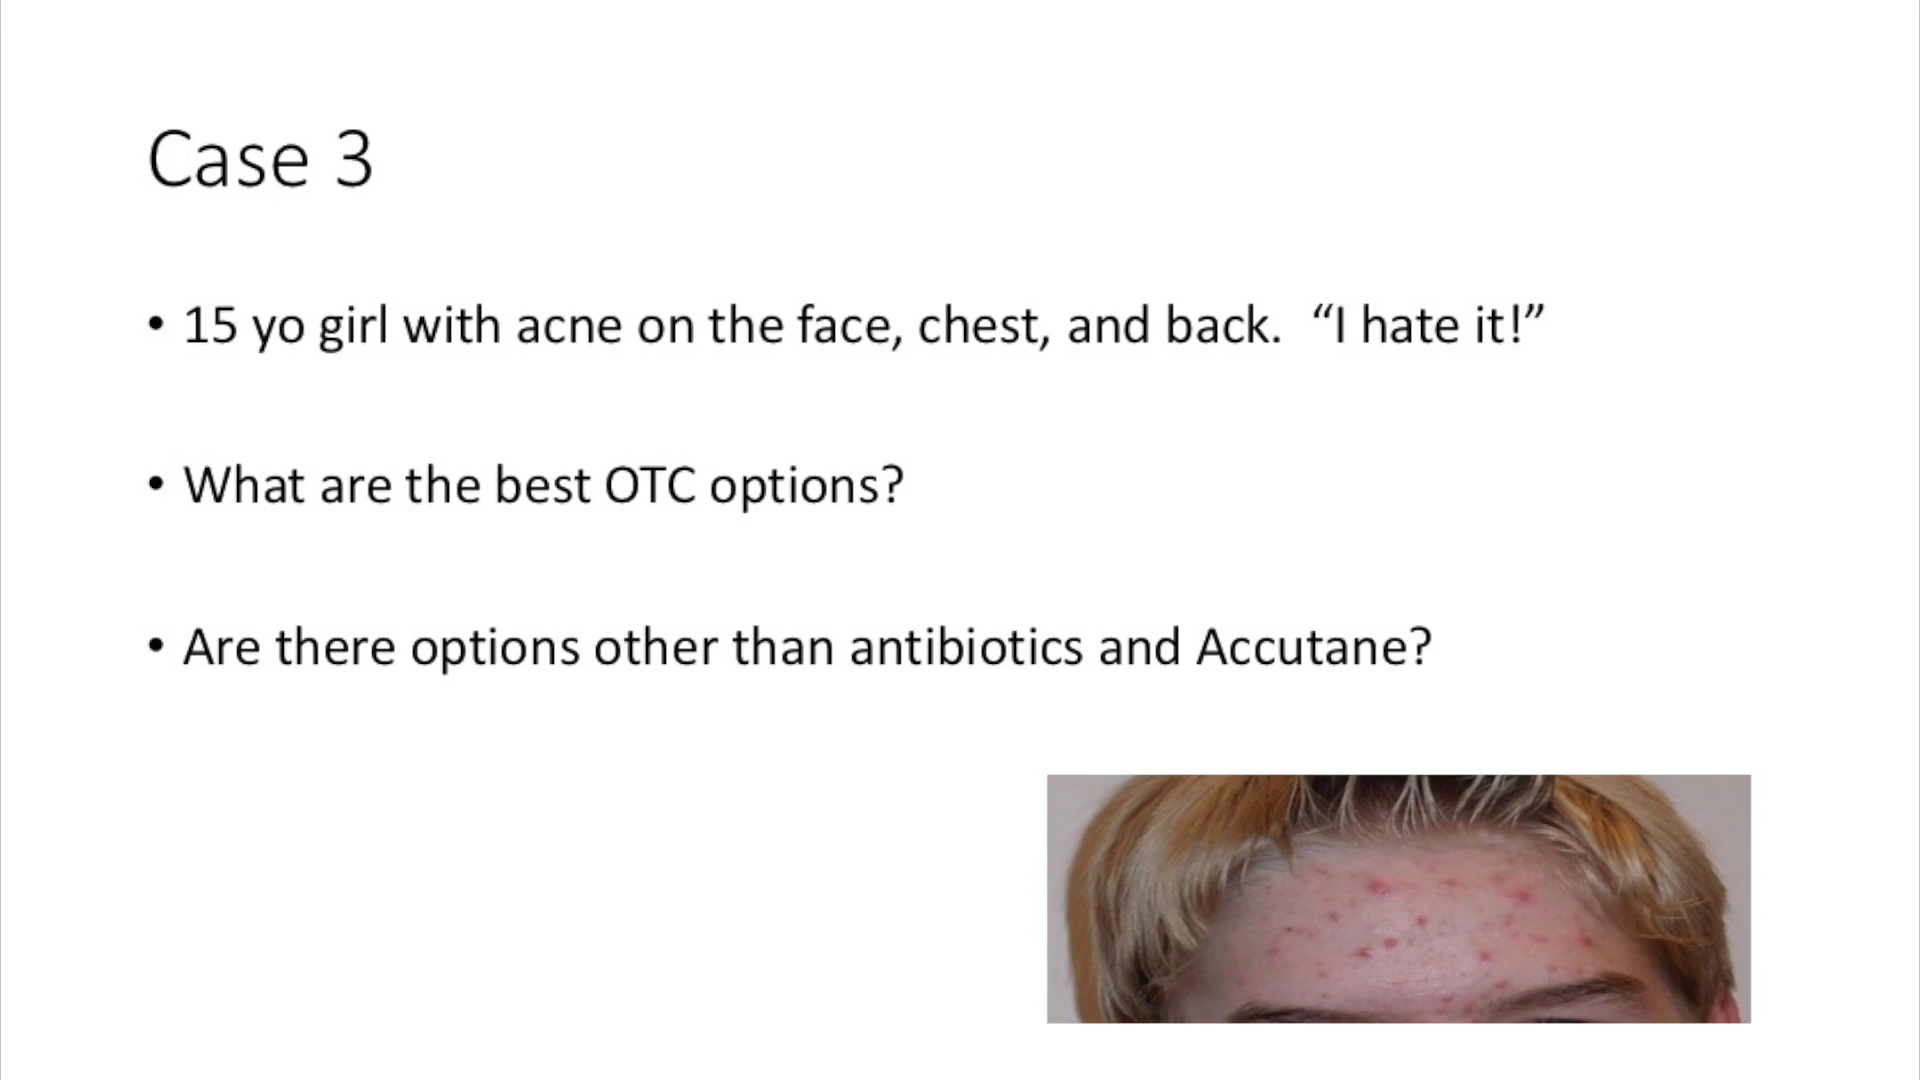 Case 3
• 15 yo girl with acne on the face, chest, and back.  “I hate it!”
• What are the best OTC options?
• Are there options other than antibiotics and Accutane?